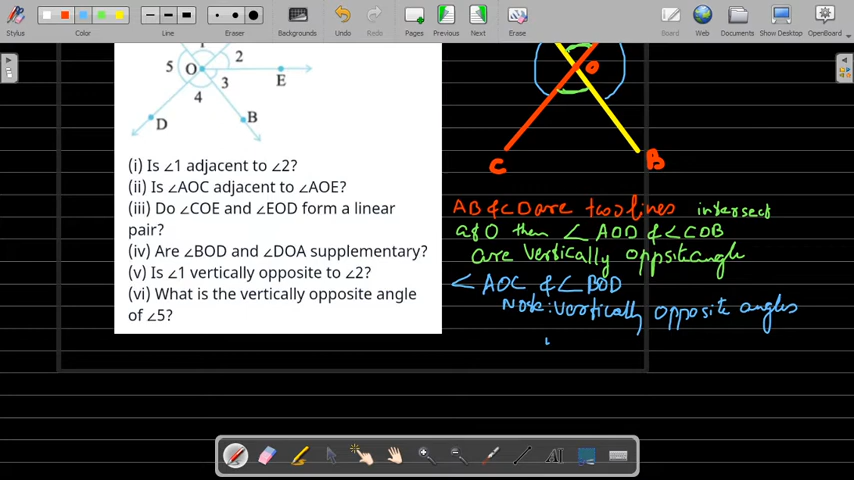 Stylus
Color
Line
Eraser
Backgrounds
Undo
Redo
Pages
Previous
Next
Erase
Board
Web
Documents
Show Desktop
OpenBoard
1
5
O
2
3
E
4
B
D
(i) Is ∠1 adjacent to ∠2?
(ii) Is ∠AOC adjacent to ∠AOE?
(iii) Do ∠COE and ∠EOD form a linear
pair?
(iv) Are ∠BOD and ∠DOA supplementary?
(v) Is ∠1 vertically opposite to ∠2?
(vi) What is the vertically opposite angle
of ∠5?
O
C
B
AB & CD are two lines intersect
at O then ∠ AOD & ∠COB
are vertically oppsite angle
∠ AOC & ∠BOD
Note: Vertically opposite angles
AI